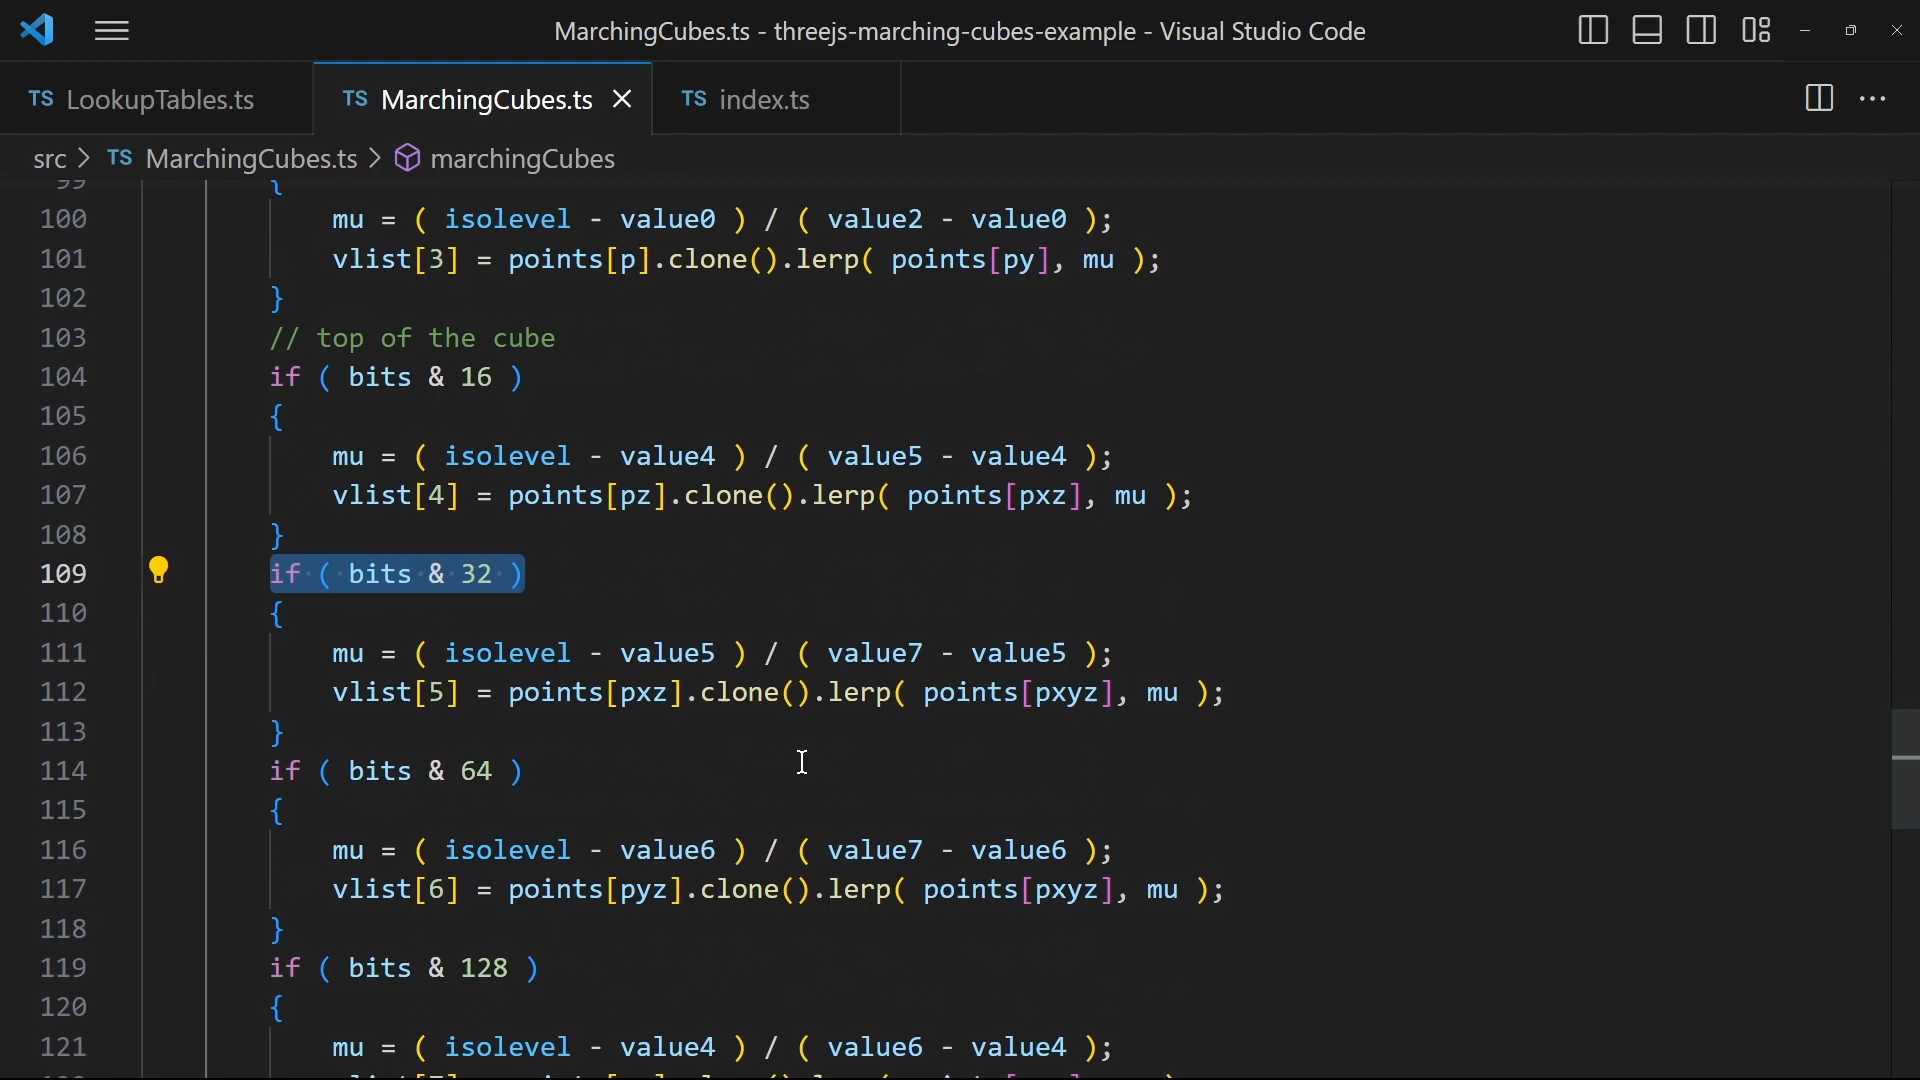 MarchingCubes.ts - threejs-marching-cubes-example - Visual Studio Code
TS LookupTables.ts
TS MarchingCubes.ts
TS index.ts
src > TS MarchingCubes.ts > marchingCubes
99 {
100 mu = ( isolevel - value0 ) / ( value2 - value0 );
101 vlist[3] = points[p].clone().lerp( points[py], mu );
102 }
103 // top of the cube
104 if ( bits & 16 )
105 {
106 mu = ( isolevel - value4 ) / ( value5 - value4 );
107 vlist[4] = points[pz].clone().lerp( points[pxz], mu );
108 }
109 if ( bits & 32 )
110 {
111 mu = ( isolevel - value5 ) / ( value7 - value5 );
112 vlist[5] = points[pxz].clone().lerp( points[pxyz], mu );
113 }
114 if ( bits & 64 )
115 {
116 mu = ( isolevel - value6 ) / ( value7 - value6 );
117 vlist[6] = points[pyz].clone().lerp( points[pxyz], mu );
118 }
119 if ( bits & 128 )
120 {
121 mu = ( isolevel - value4 ) / ( value6 - value4 );